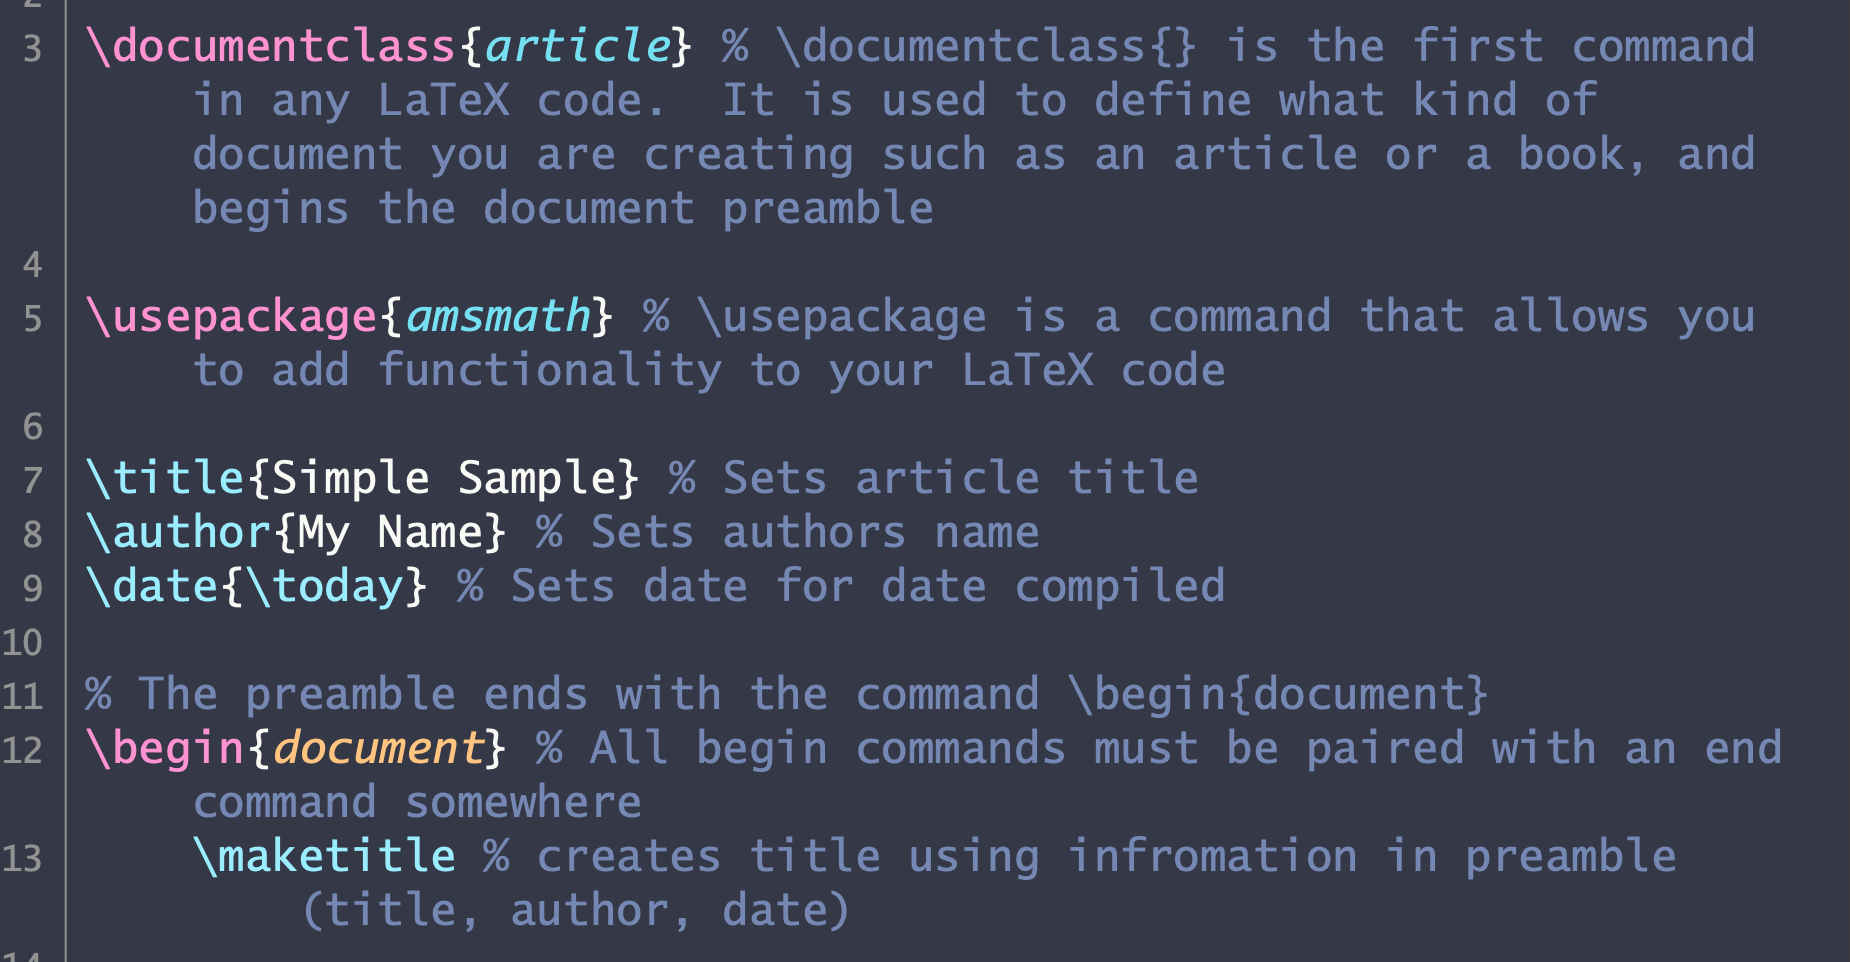 3 \documentclass{article} % \documentclass{} is the first command
in any LaTeX code.  It is used to define what kind of
document you are creating such as an article or a book, and
begins the document preamble
4
5 \usepackage{amsmath} % \usepackage is a command that allows you
to add functionality to your LaTeX code
6
7 \title{Simple Sample} % Sets article title
8 \author{My Name} % Sets authors name
9 \date{\today} % Sets date for date compiled
10
11 % The preamble ends with the command \begin{document}
12 \begin{document} % All begin commands must be paired with an end
command somewhere
13 \maketitle % creates title using infromation in preamble
(title, author, date)